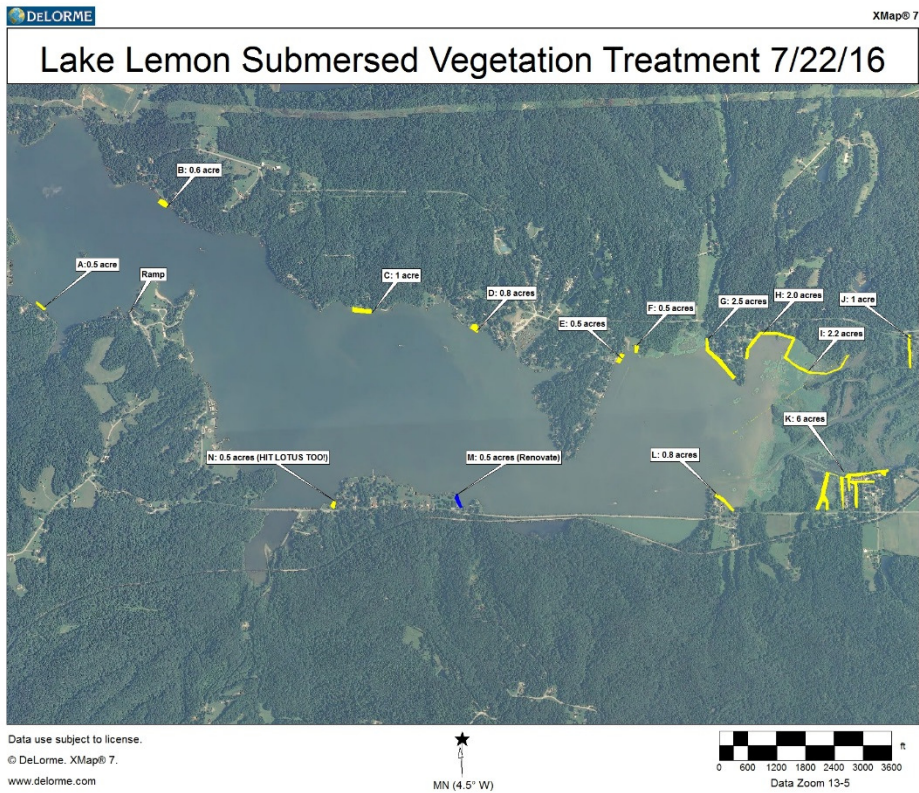 DELORME
XMap® 7
Lake Lemon Submersed Vegetation Treatment 7/22/16
B: 0.6 acre
A:0.5 acre
Ramp
C: 1 acre
D: 0.8 acres
E: 0.5 acres
F: 0.5 acres
G: 2.5 acres
H: 2.0 acres
J: 1 acre
I: 2.2 acres
K: 6 acres
N: 0.5 acres (HIT LOTUS TOO!)
M: 0.5 acres (Renovate)
L: 0.8 acres
Data use subject to license.
© DeLorme. XMap® 7.
www.delorme.com
MN (4.5° W)
ft
0 600 1200 1800 2400 3000 3600
Data Zoom 13-5